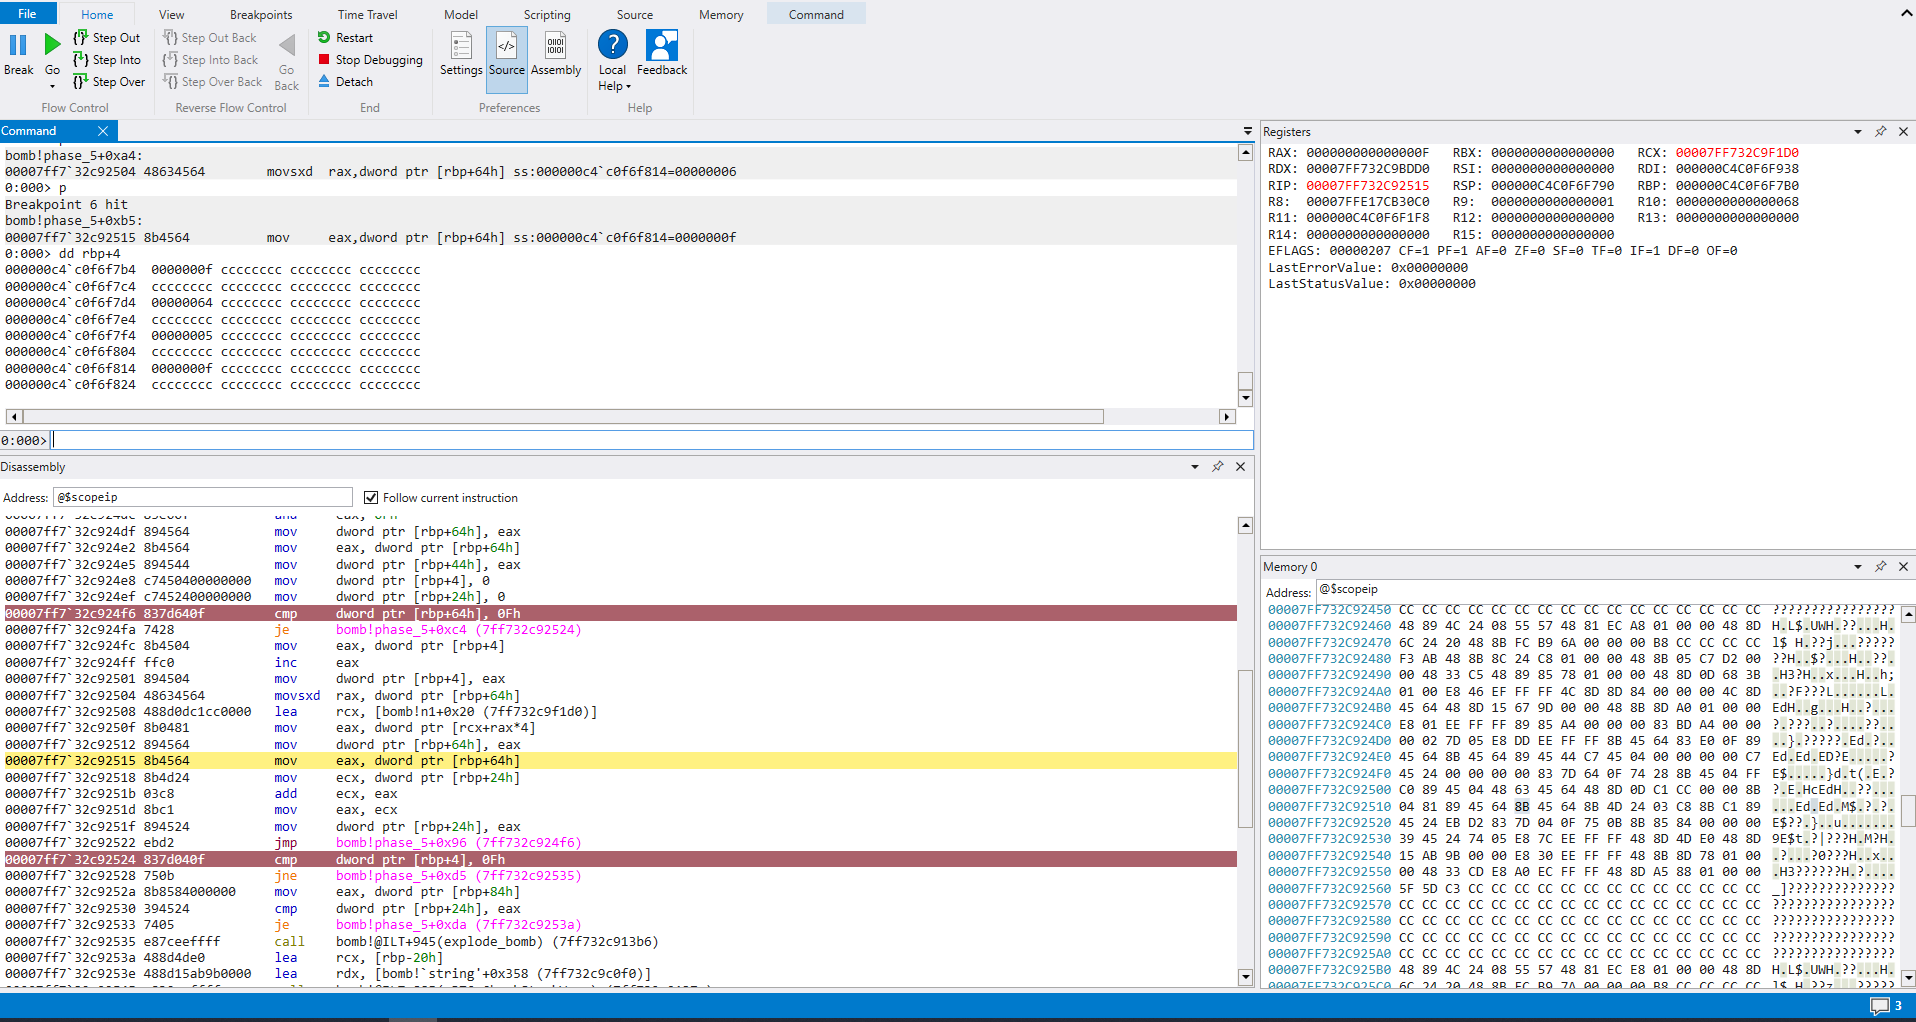 File Home View Breakpoints Time Travel Model Scripting Source Memory Command
Break Go Step Out Step Into Step Over
Flow Control
Step Out Back Step Into Back Step Over Back Go Back
Reverse Flow Control
Restart Stop Debugging Detach
End
Settings Source Assembly
Preferences
Local Help Feedback
Help
Command
bomb!phase_5+0xa4:
00007ff7`32c92504 48634564        movsxd  rax,dword ptr [rbp+64h] ss:000000c4`c0f6f814=00000006
0:000> p
Breakpoint 6 hit
bomb!phase_5+0xb5:
00007ff7`32c92515 8b4564          mov     eax,dword ptr [rbp+64h] ss:000000c4`c0f6f814=0000000f
0:000> dd rbp+4
000000c4`c0f6f7b4  0000000f cccccccc cccccccc cccccccc
000000c4`c0f6f7c4  cccccccc cccccccc cccccccc cccccccc
000000c4`c0f6f7d4  00000064 cccccccc cccccccc cccccccc
000000c4`c0f6f7e4  cccccccc cccccccc cccccccc cccccccc
000000c4`c0f6f7f4  00000005 cccccccc cccccccc cccccccc
000000c4`c0f6f804  cccccccc cccccccc cccccccc cccccccc
000000c4`c0f6f814  0000000f cccccccc cccccccc cccccccc
000000c4`c0f6f824  cccccccc cccccccc cccccccc cccccccc
0:000>
Disassembly
Address: @$scopeip Follow current instruction
00007ff7`32c924df 894564 mov dword ptr [rbp+64h], eax
00007ff7`32c924e2 8b4564 mov eax, dword ptr [rbp+64h]
00007ff7`32c924e5 894544 mov dword ptr [rbp+44h], eax
00007ff7`32c924e8 c7450400000000 mov dword ptr [rbp+4], 0
00007ff7`32c924ef c7452400000000 mov dword ptr [rbp+24h], 0
00007ff7`32c924f6 837d640f cmp dword ptr [rbp+64h], 0Fh
00007ff7`32c924fa 7428 je bomb!phase_5+0xc4 (7ff732c92524)
00007ff7`32c924fc 8b4504 mov eax, dword ptr [rbp+4]
00007ff7`32c924ff ffc0 inc eax
00007ff7`32c92501 894504 mov dword ptr [rbp+4], eax
00007ff7`32c92504 48634564 movsxd rax, dword ptr [rbp+64h]
00007ff7`32c92508 488d0dc1cc0000 lea rcx, [bomb!n1+0x20 (7ff732c9f1d0)]
00007ff7`32c9250f 8b0481 mov eax, dword ptr [rcx+rax*4]
00007ff7`32c92512 894564 mov dword ptr [rbp+64h], eax
00007ff7`32c92515 8b4564 mov eax, dword ptr [rbp+64h]
00007ff7`32c92518 8b4d24 mov ecx, dword ptr [rbp+24h]
00007ff7`32c9251b 03c8 add ecx, eax
00007ff7`32c9251d 8bc1 mov eax, ecx
00007ff7`32c9251f 894524 mov dword ptr [rbp+24h], eax
00007ff7`32c92522 ebd2 jmp bomb!phase_5+0x96 (7ff732c924f6)
00007ff7`32c92524 837d040f cmp dword ptr [rbp+4], 0Fh
00007ff7`32c92528 750b jne bomb!phase_5+0xd5 (7ff732c92535)
00007ff7`32c9252a 8b8584000000 mov eax, dword ptr [rbp+84h]
00007ff7`32c92530 394524 cmp dword ptr [rbp+24h], eax
00007ff7`32c92533 7405 je bomb!phase_5+0xda (7ff732c9253a)
00007ff7`32c92535 e87ceeffff call bomb!@ILT+945(explode_bomb) (7ff732c913b6)
00007ff7`32c9253a 488d4de0 lea rcx, [rbp-20h]
00007ff7`32c9253e 488d15ab9b0000 lea rdx, [bomb!`string'+0x358 (7ff732c9c0f0)]
Registers
RAX: 000000000000000F RBX: 0000000000000000 RCX: 00007FF732C9F1D0
RDX: 00007FF732C9BDD0 RSI: 0000000000000000 RDI: 000000C4C0F6F938
RIP: 00007FF732C92515 RSP: 000000C4C0F6F790 RBP: 000000C4C0F6F7B0
R8: 00007FFE17CB30C0 R9: 0000000000000001 R10: 0000000000000068
R11: 000000C4C0F6F1F8 R12: 0000000000000000 R13: 0000000000000000
R14: 0000000000000000 R15: 0000000000000000
EFLAGS: 00000207 CF=1 PF=1 AF=0 ZF=0 SF=0 TF=0 IF=1 DF=0 OF=0
LastErrorValue: 0x00000000
LastStatusValue: 0x00000000
Memory 0
Address: @$scopeip
00007FF732C92450 CC CC CC CC CC CC CC CC CC CC CC CC CC CC CC CC ????????????????
00007FF732C92460 48 89 4C 24 08 55 57 48 81 EC A8 01 00 00 48 8D H.L$.UWH.??...H.
00007FF732C92470 6C 24 20 48 8B FC B9 6A 00 00 00 B8 CC CC CC CC l$ H.??j...?????
00007FF732C92480 F3 AB 48 8B 8C 24 C8 01 00 00 48 8B 05 C7 D2 00 ??H..$?...H..??.
00007FF732C92490 00 48 33 C5 48 89 85 78 01 00 00 48 8D 0D 68 3B .H3?H..x...H..h;
00007FF732C924A0 01 00 E8 46 EF FF FF 4C 8D 8D 84 00 00 00 4C 8D ..?F???L......L.
00007FF732C924B0 45 64 48 8D 15 67 9D 00 00 48 8B 8D A0 01 00 00 EdH..g...H..?...
00007FF732C924C0 E8 01 EE FF FF 89 85 A4 00 00 00 83 BD A4 00 00 ?.???..?....??..
00007FF732C924D0 00 02 7D 05 E8 DD EE FF FF 8B 45 64 83 E0 0F 89 ..}.?????.Ed.?..
00007FF732C924E0 45 64 8B 45 64 89 45 44 C7 45 04 00 00 00 00 C7 Ed.Ed.ED?E.....?
00007FF732C924F0 45 24 00 00 00 00 83 7D 64 0F 74 28 8B 45 04 FF E$.....}d.t(.E.?
00007FF732C92500 C0 89 45 04 48 63 45 64 48 8D 0D C1 CC 00 00 8B ?.E.HcEdH..??...
00007FF732C92510 04 81 89 45 64 8B 45 64 8B 4D 24 03 C8 8B C1 89 ...Ed.Ed.M$.?.?.
00007FF732C92520 45 24 EB D2 83 7D 04 0F 75 0B 8B 85 84 00 00 00 E$??.}..u.......
00007FF732C92530 39 45 24 74 05 E8 7C EE FF FF 48 8D 4D E0 48 8D 9E$t.?|???H.M?H.
00007FF732C92540 15 AB 9B 00 00 E8 30 EE FF FF 48 8B 8D 78 01 00 .?...?0???H..x..
00007FF732C92550 00 48 33 CD E8 A0 EC FF FF 48 8D A5 88 01 00 00 .H3??????H.?....
00007FF732C92560 5F 5D C3 CC CC CC CC CC CC CC CC CC CC CC CC CC _]??????????????
00007FF732C92570 CC CC CC CC CC CC CC CC CC CC CC CC CC CC CC CC ????????????????
00007FF732C92580 CC CC CC CC CC CC CC CC CC CC CC CC CC CC CC CC ????????????????
00007FF732C92590 CC CC CC CC CC CC CC CC CC CC CC CC CC CC CC CC ????????????????
00007FF732C925A0 CC CC CC CC CC CC CC CC CC CC CC CC CC CC CC CC ????????????????
00007FF732C925B0 48 89 4C 24 08 55 57 48 81 EC E8 01 00 00 48 8D H.L$.UWH.??...H.
00007FF732C925C0 6C 24 20 48 8B FC B9 7A 00 00 00 B8 CC CC CC CC l$ H.??z...?????
3